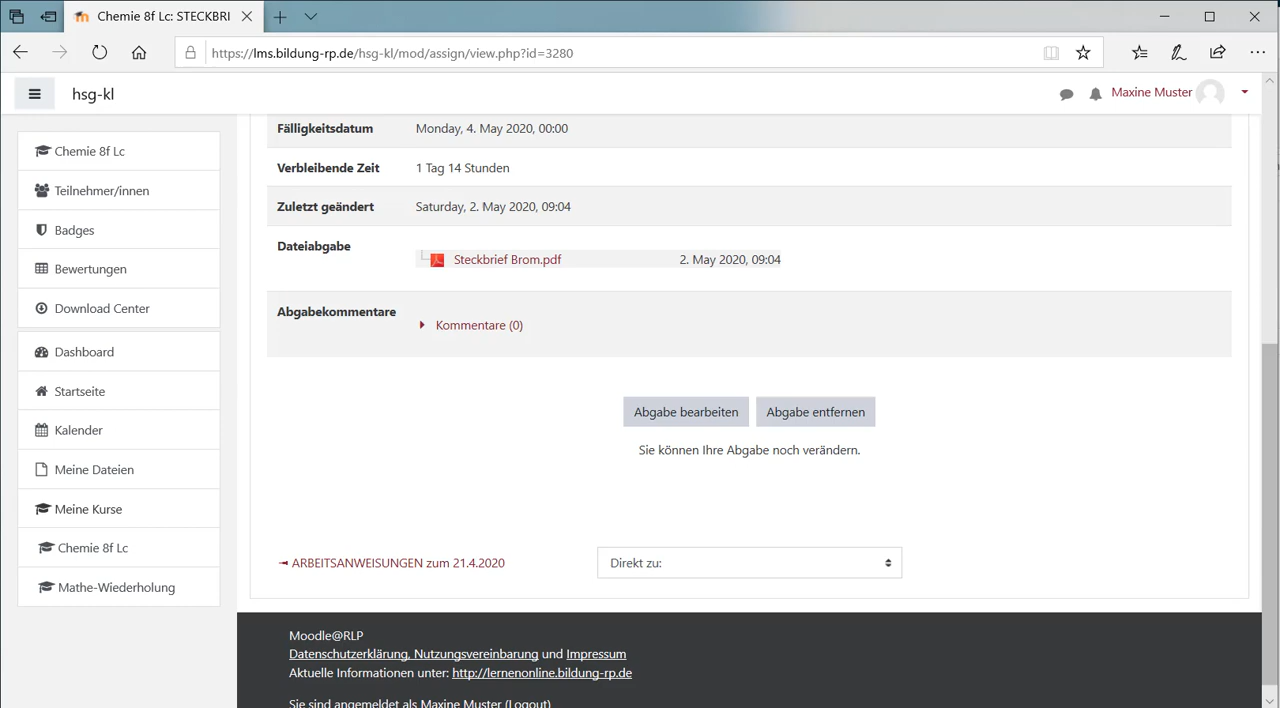 Chemie 8f Lc: STECKBRI
https://lms.bildung-rp.de/hsg-kl/mod/assign/view.php?id=3280
hsg-kl
Maxine Muster
Chemie 8f Lc
Teilnehmer/innen
Badges
Bewertungen
Download Center
Dashboard
Startseite
Kalender
Meine Dateien
Meine Kurse
Chemie 8f Lc
Mathe-Wiederholung
Fälligkeitsdatum Monday, 4. May 2020, 00:00
Verbleibende Zeit 1 Tag 14 Stunden
Zuletzt geändert Saturday, 2. May 2020, 09:04
Dateiabgabe
Steckbrief Brom.pdf 2. May 2020, 09:04
Abgabekommentare
Kommentare (0)
Abgabe bearbeiten Abgabe entfernen
Sie können Ihre Abgabe noch verändern.
ARBEITSANWEISUNGEN zum 21.4.2020 Direkt zu:
Moodle@RLP
Datenschutzerklärung, Nutzungsvereinbarung und Impressum
Aktuelle Informationen unter: http://lernenonline.bildung-rp.de
Sie sind angemeldet als Maxine Muster (Logout)